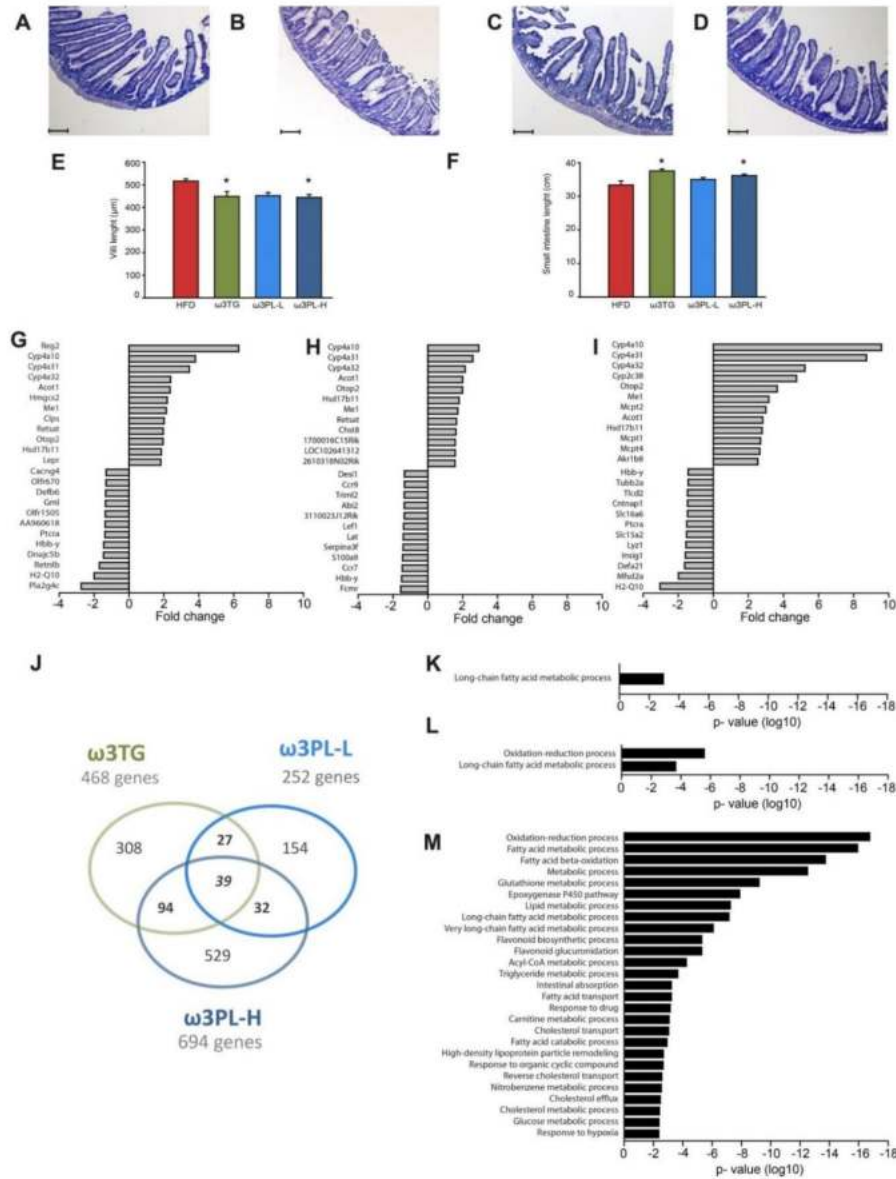 A
B
C
D
E
600
500
400
300
200
100
0
Villi lenght (µm)
*
*
HFD
ω3TG
ω3PL-L
ω3PL-H
F
40
30
20
10
0
Small intestine lenght (cm)
*
*
HFD
ω3TG
ω3PL-L
ω3PL-H
G
Cyp4a10
Cyp4a31
Cyp4a32
Acot1
Hmgcs2
Me1
Clps
Retsat
Otop2
Hsd17b11
Lepr
Cacng4
Olfr670
Defb6
Gml
Olfr1505
AA960618
Ptcra
Hbb-y
Dnajc5b
Retnlb
H2-Q10
Pla2g4c
-4 -2 0 2 4 6 8
Fold change
H
Cyp4a10
Cyp4a31
Cyp4a32
Acot1
Otop2
Hsd17b11
Me1
Retsat
Chst8
1700016C15Rik
LOC102641312
2610318N02Rik
Desi1
Ccr9
Triml2
Abi2
3110023J12Rik
Lef1
Lat
Serpina3f
S100a8
Ccr7
Hbb-y
Fcmr
-4 -2 0 2 4 6 8
Fold change
I
Cyp4a10
Cyp4a31
Cyp4a32
Cyp2c38
Otop2
Me1
Mcpt2
Acot1
Hsd17b11
Mcpt1
Mcpt4
Akr1b8
Hbb-y
Tubb2a
Tlcd2
Cntnap1
Slc16a6
Ptcra
Slc15a2
Lyz1
Insig1
Defa21
Mfsd2a
H2-Q10
-4 -2 0 2 4 6 8 10
Fold change
J
ω3TG
468 genes
ω3PL-L
252 genes
308
27
154
39
94
32
529
ω3PL-H
694 genes
K
Long-chain fatty acid metabolic process
0 -2 -4 -6 -8 -10 -12 -14 -16 -18
p- value (log10)
L
Oxidation-reduction process
Long-chain fatty acid metabolic process
0 -2 -4 -6 -8 -10 -12 -14 -16 -18
p- value (log10)
M
Oxidation-reduction process
Fatty acid metabolic process
Fatty acid beta-oxidation
Metabolic process
Glutathione metabolic process
Epoxygenase P450 pathway
Lipid metabolic process
Long-chain fatty acid metabolic process
Very long-chain fatty acid metabolic process
Flavonoid biosynthetic process
Flavonoid glucuronidation
Acyl-CoA metabolic process
Triglyceride metabolic process
Intestinal absorption
Fatty acid transport
Response to drug
Carnitine metabolic process
Cholesterol transport
Fatty acid catabolic process
High-density lipoprotein particle remodeling
Response to organic cyclic compound
Reverse cholesterol transport
Nitrobenzene metabolic process
Cholesterol efflux
Cholesterol metabolic process
Glucose metabolic process
Response to hypoxia
0 -2 -4 -6 -8 -10 -12 -14 -16 -18
p- value (log10)